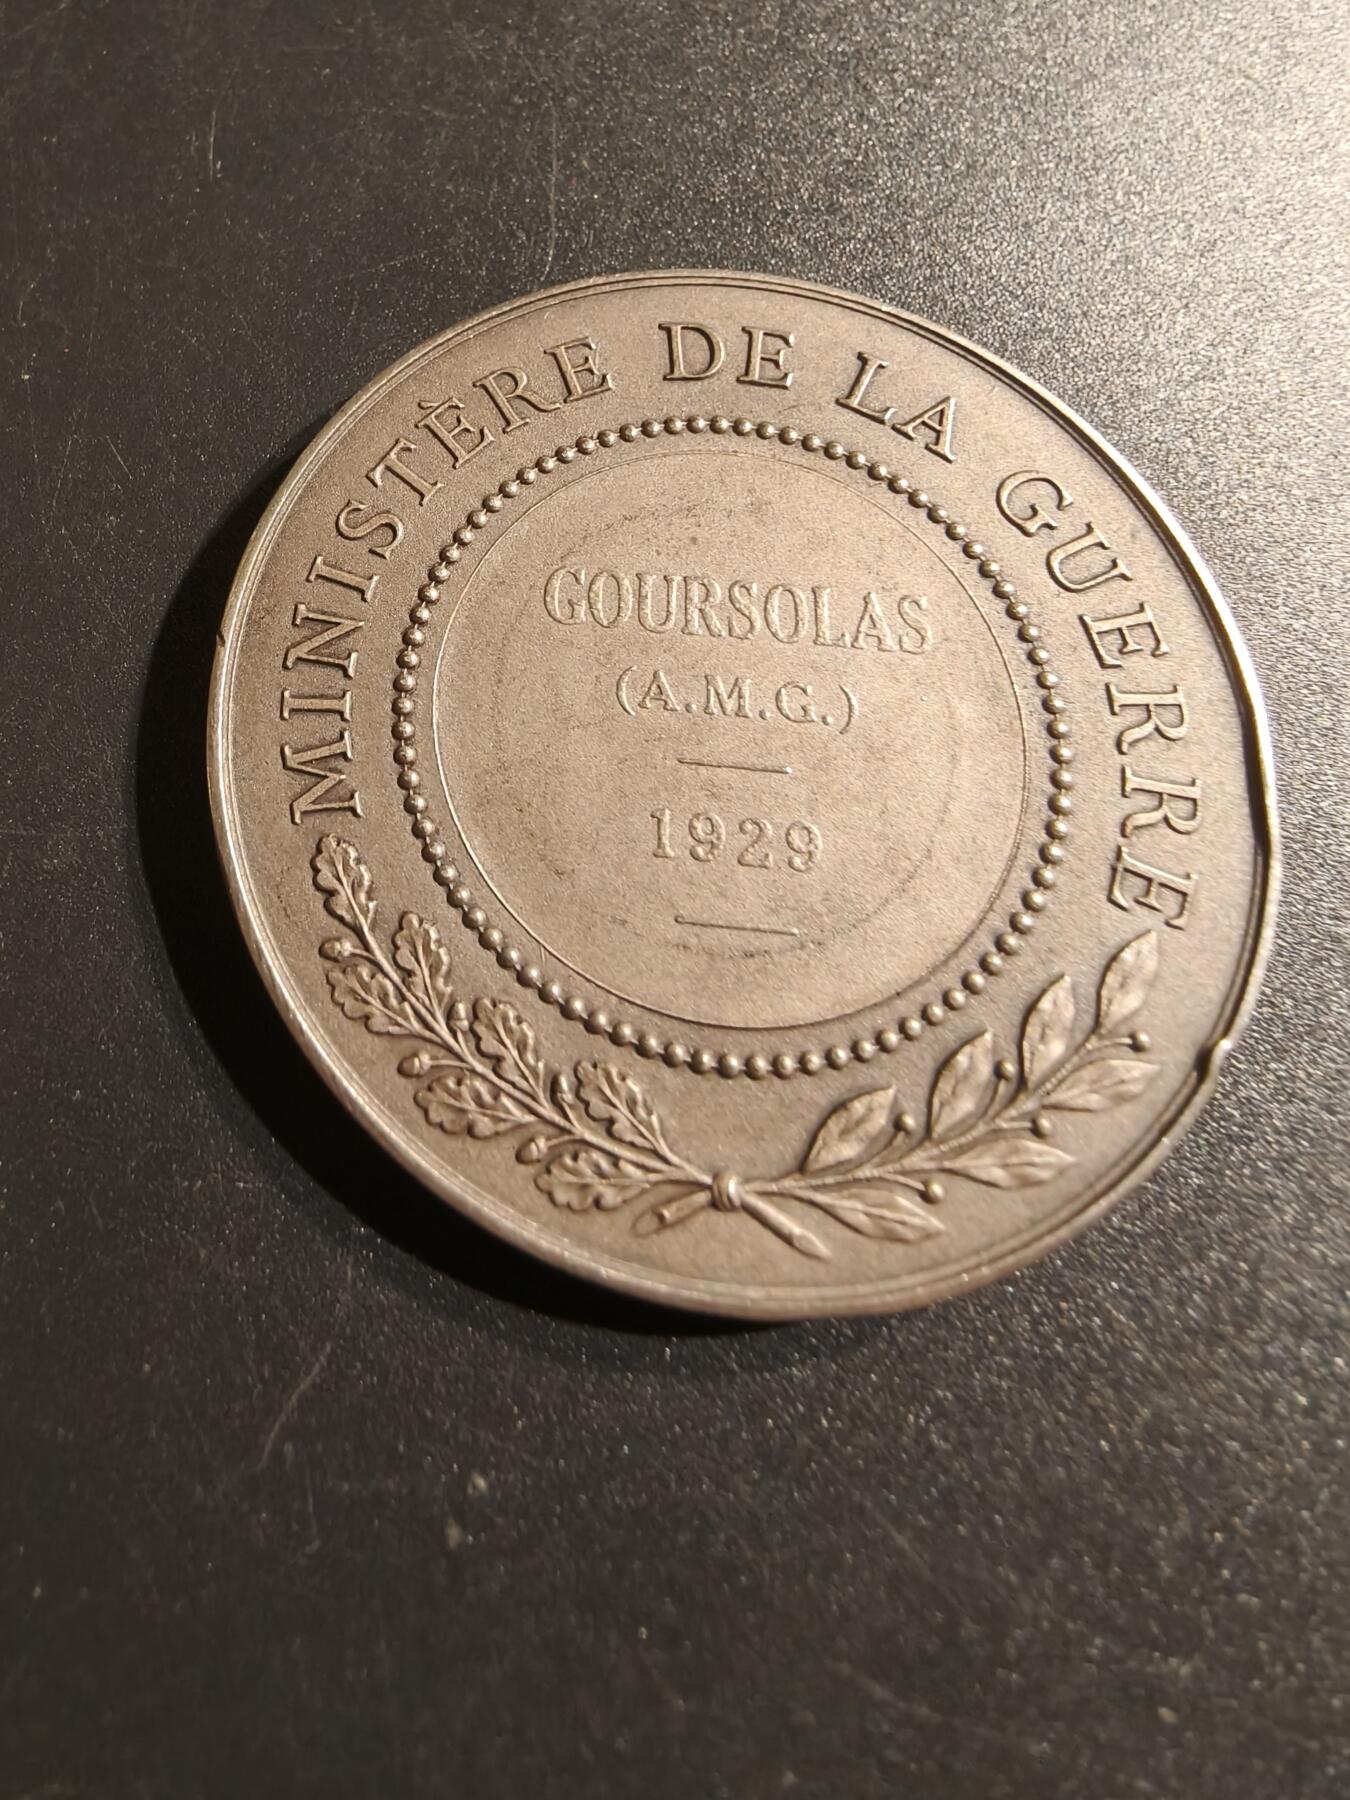 MINISTÈRE DE LA GUERRE
GOURSOLAS
(A.M.G.)
1929